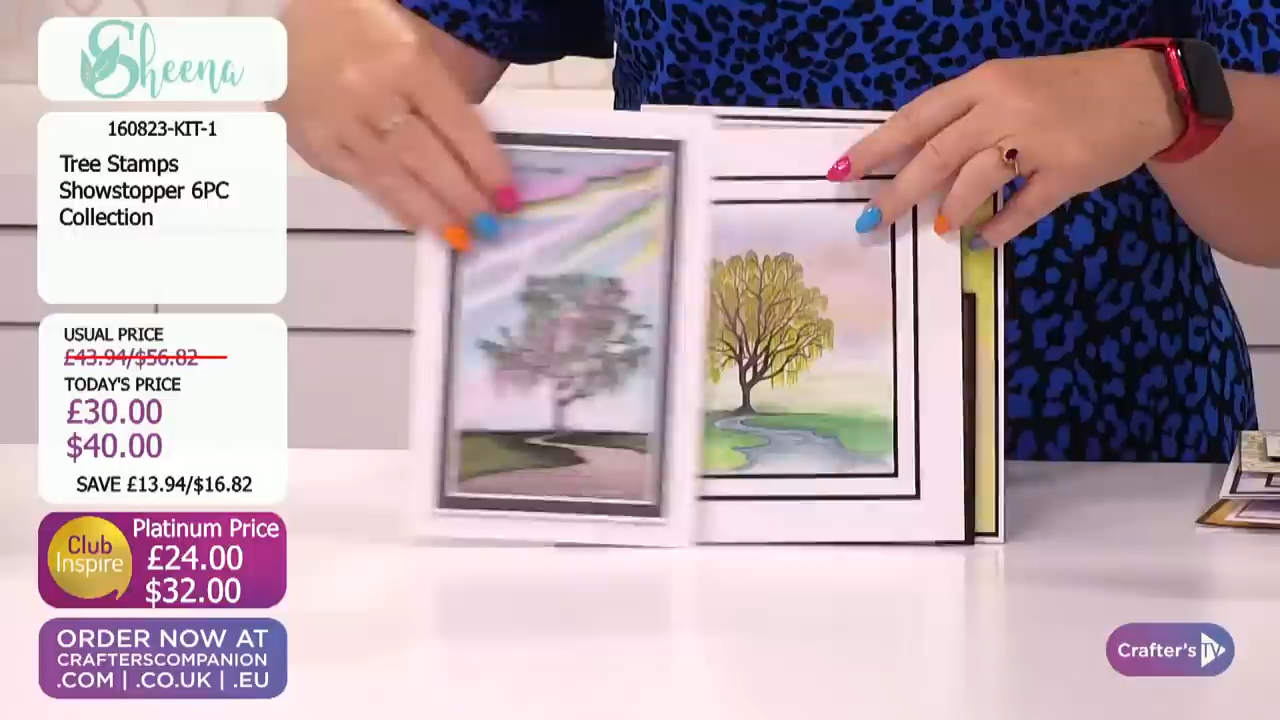 Sheena
160823-KIT-1
Tree Stamps
Showstopper 6PC
Collection
USUAL PRICE
£43.94/$56.82
TODAY'S PRICE
£30.00
$40.00
SAVE £13.94/$16.82
Club
Inspire
Platinum Price
£24.00
$32.00
ORDER NOW AT
CRAFTERSCOMPANION
.COM | .CO.UK | .EU
Crafter's TV